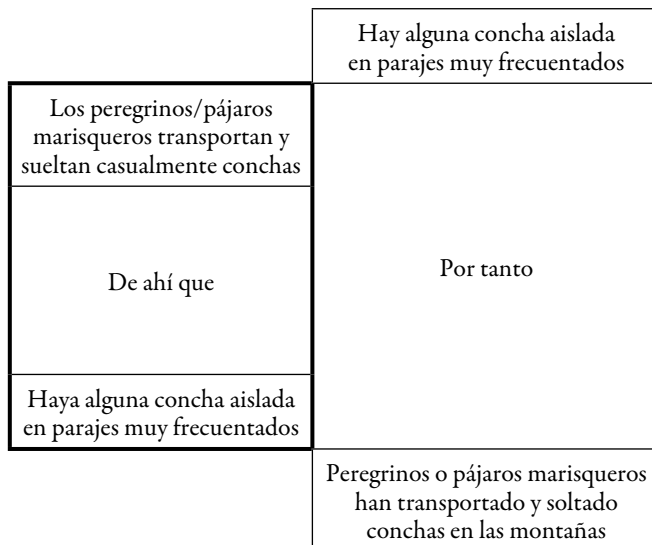 Hay alguna concha aislada
en parajes muy frecuentados
Los peregrinos/pájaros
marisqueros transportan y
sueltan casualmente conchas
De ahí que
Por tanto
Haya alguna concha aislada
en parajes muy frecuentados
Peregrinos o pájaros marisqueros
han transportado y soltado
conchas en las montañas